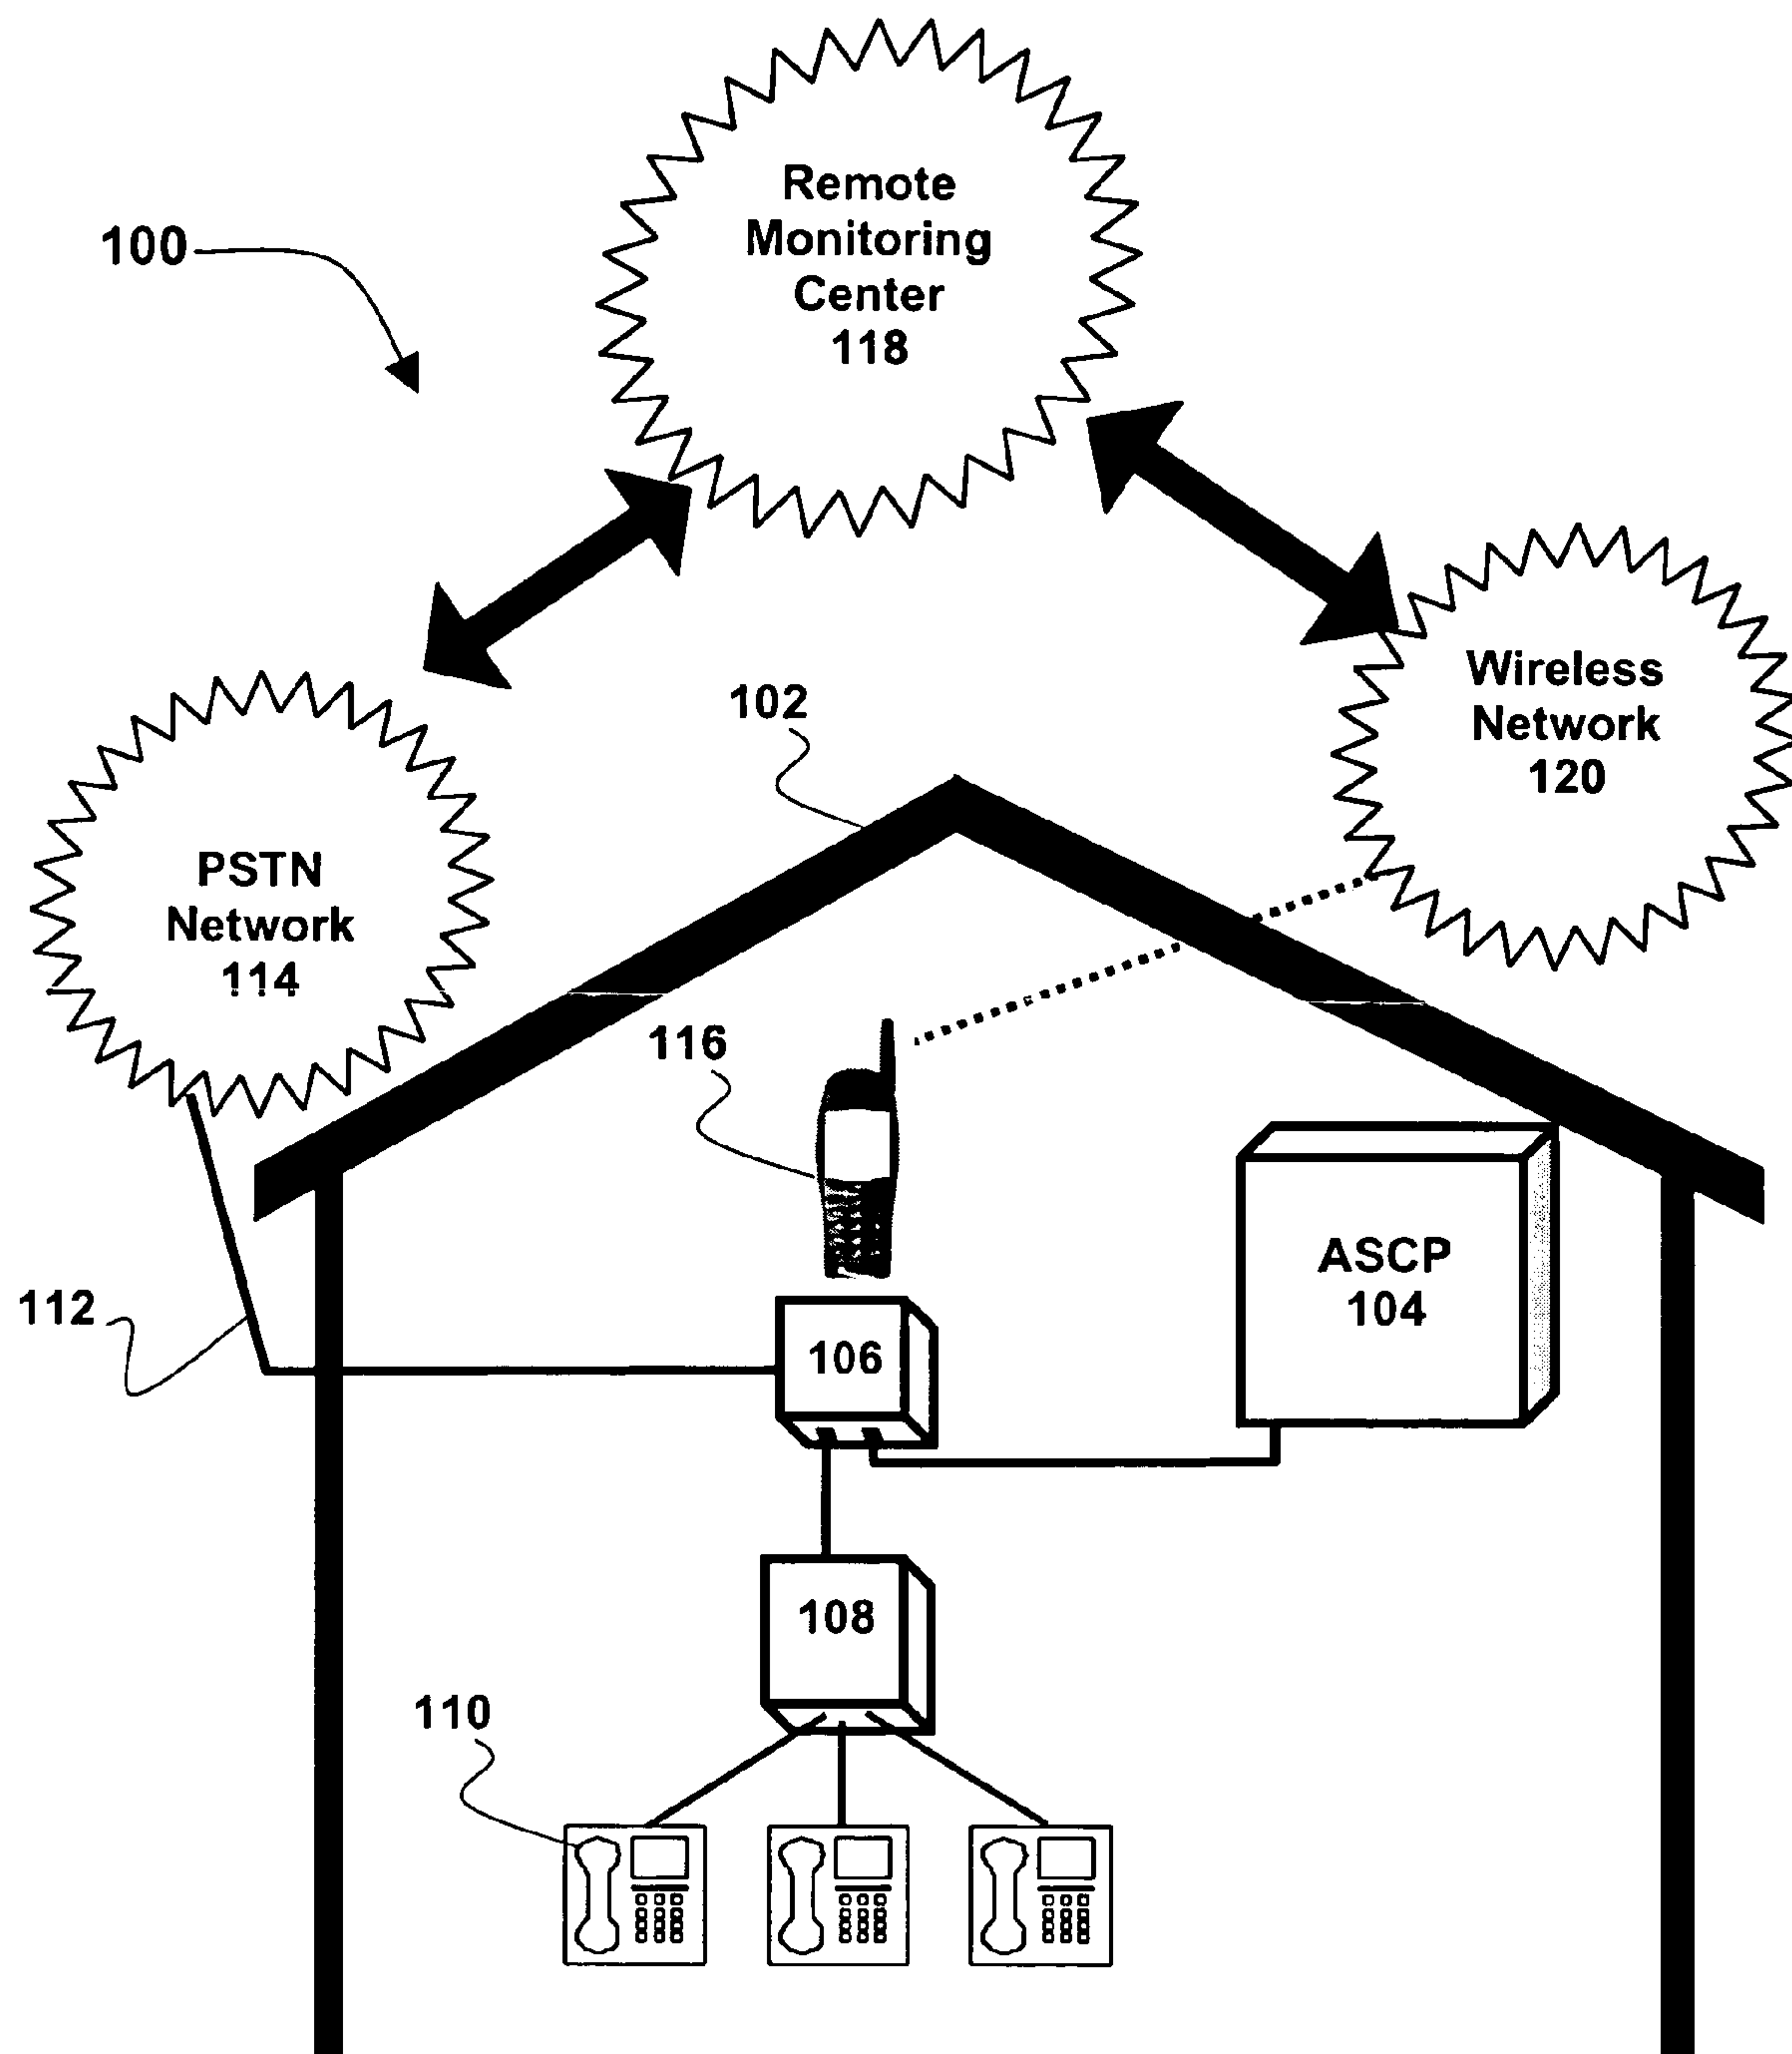 Remote
Monitoring
Center
118
100
Wireless
Network
120
102
PSTN
Network
114
116
ASCP
104
112
106
108
110